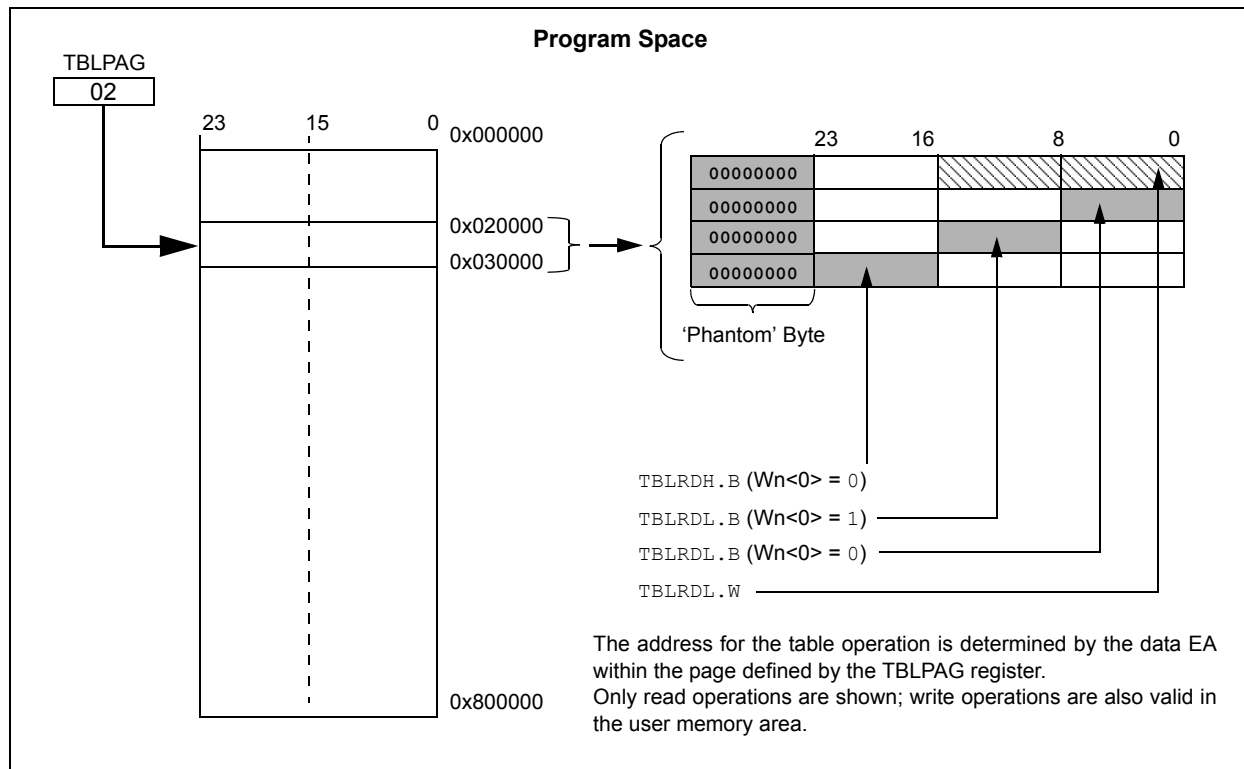 Program Space
TBLPAG
02
23 15 0
0x000000
0x020000
0x030000
0x800000
23 16 8 0
00000000
00000000
00000000
00000000
‘Phantom’ Byte
TBLRDH.B (Wn<0> = 0)
TBLRDL.B (Wn<0> = 1)
TBLRDL.B (Wn<0> = 0)
TBLRDL.W
The address for the table operation is determined by the data EA
within the page defined by the TBLPAG register.
Only read operations are shown; write operations are also valid in
the user memory area.